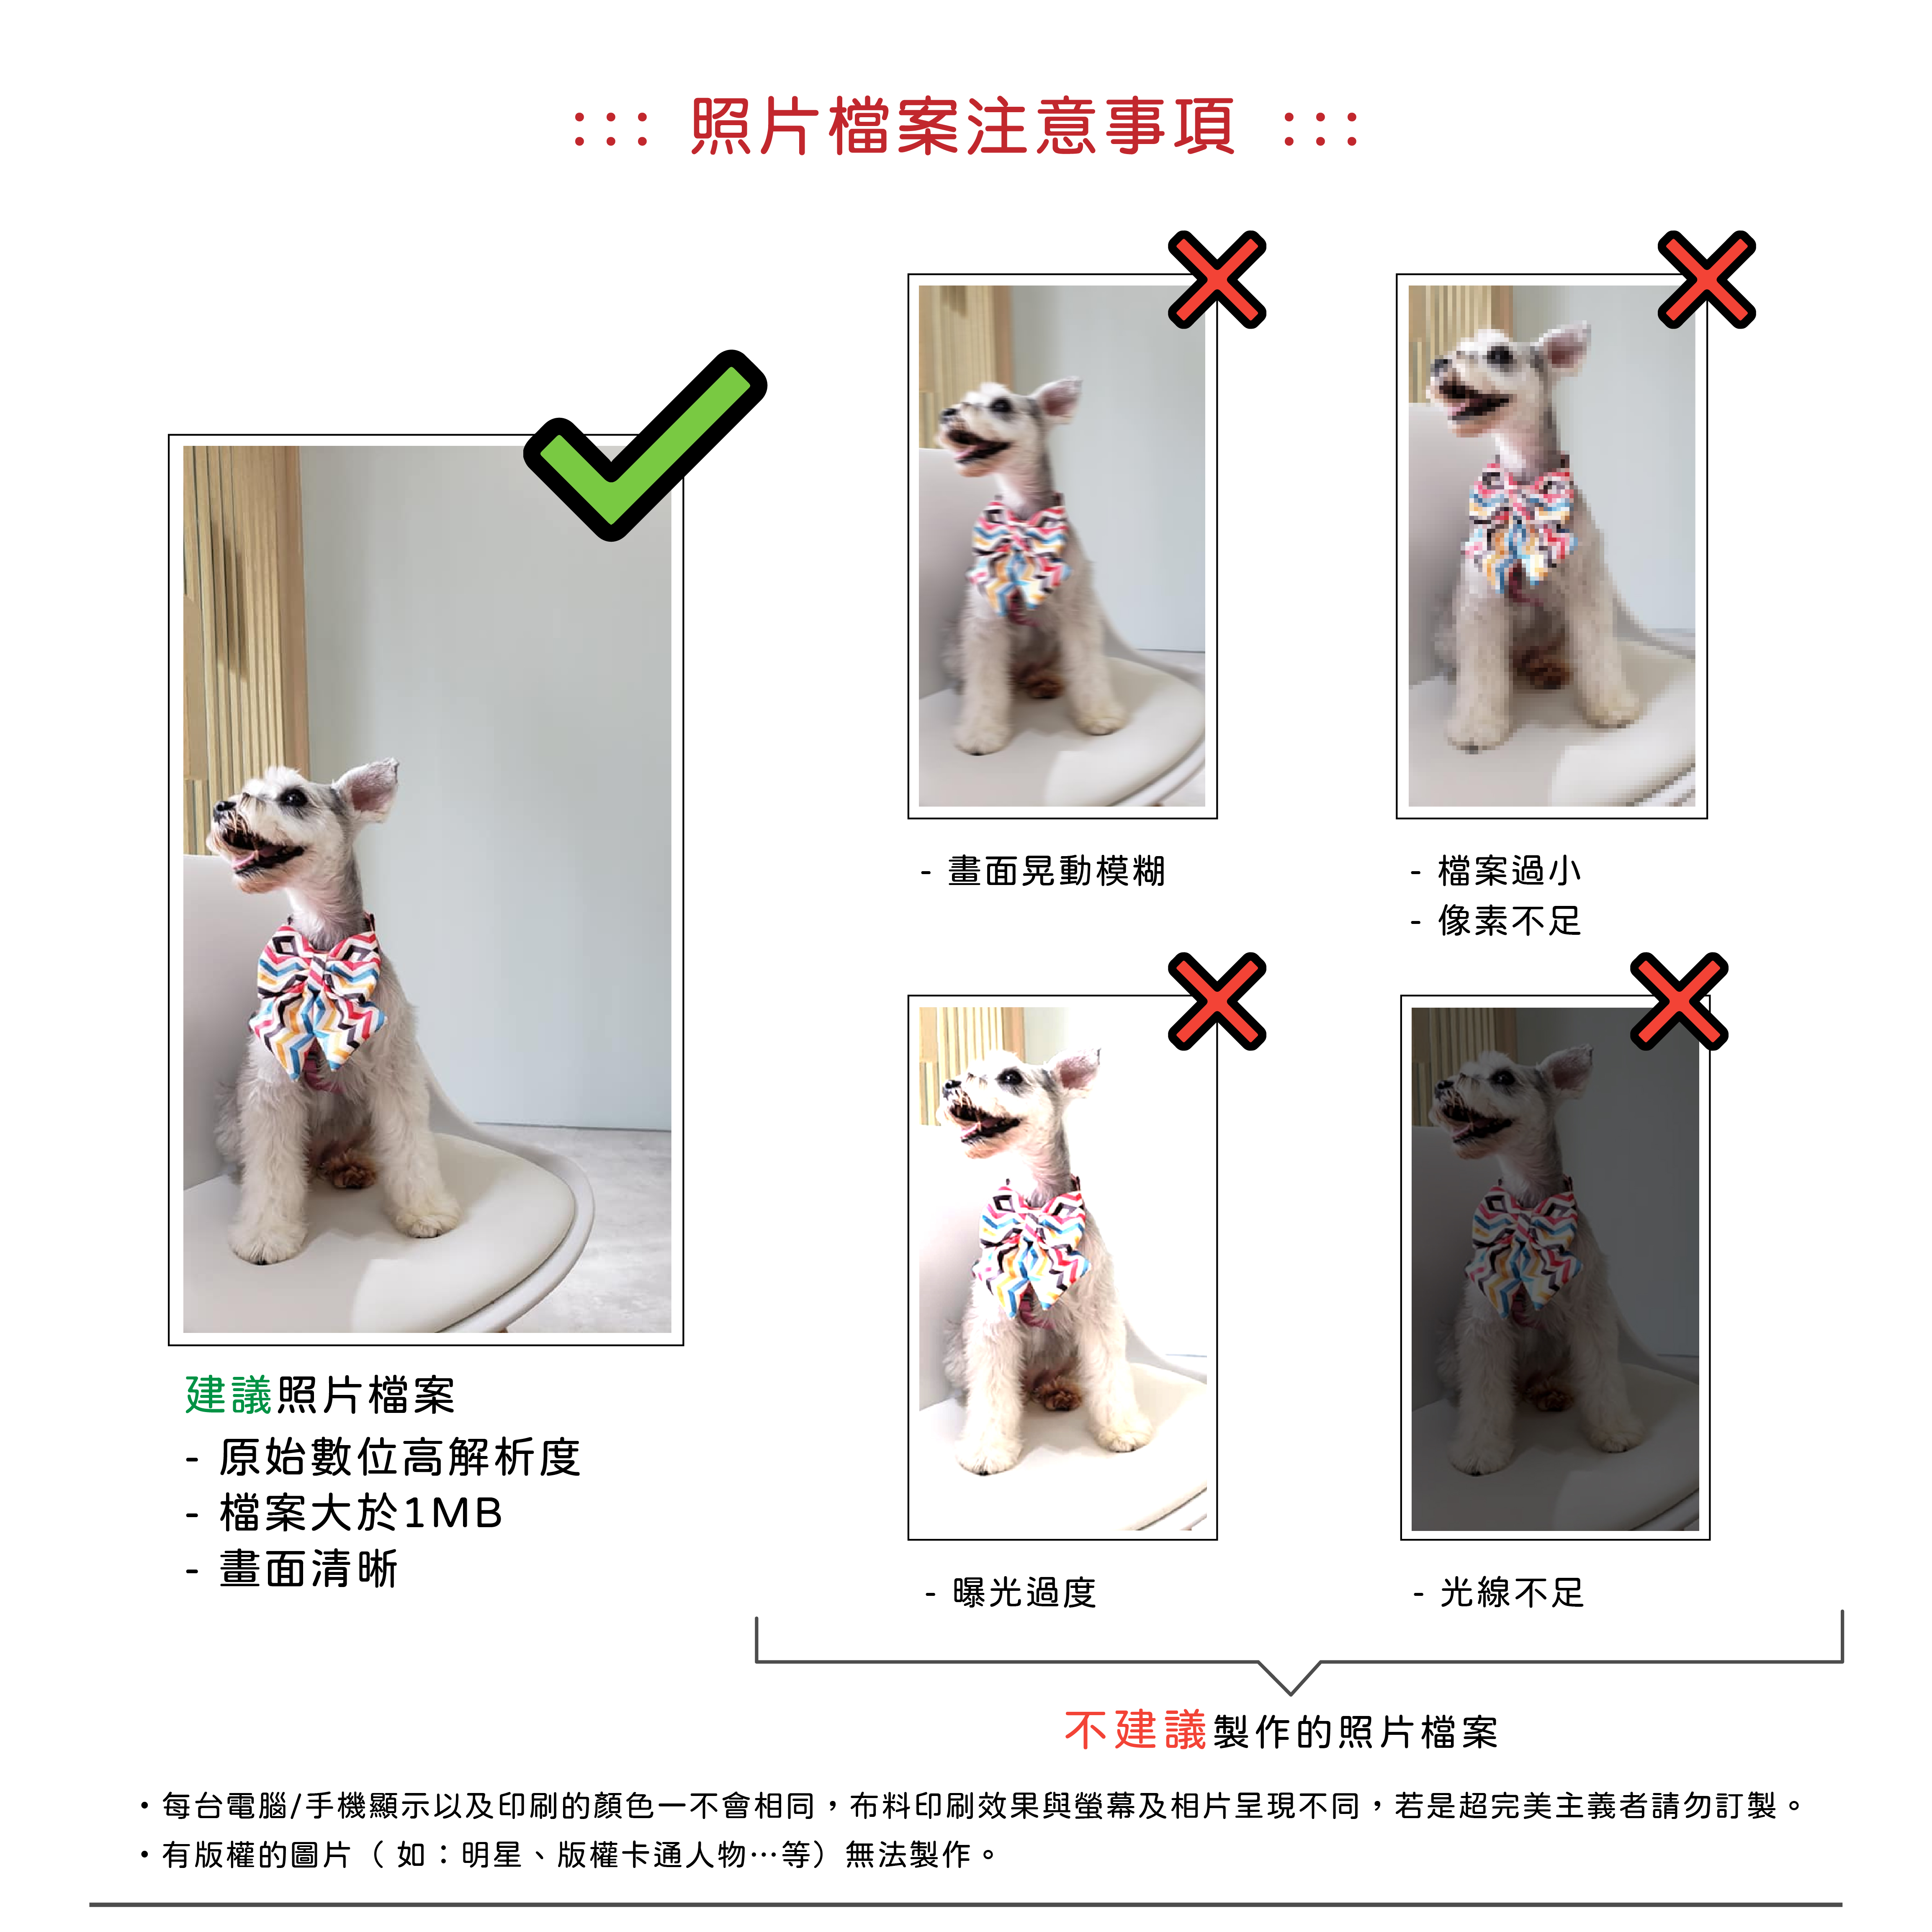 ::: 照片檔案注意事項 :::
建議照片檔案
- 原始數位高解析度
- 檔案大於1MB
- 畫面清晰
- 畫面晃動模糊
- 檔案過小
- 像素不足
- 曝光過度
- 光線不足
不建議製作的照片檔案
・每台電腦/手機顯示以及印刷的顏色一不會相同，布料印刷效果與螢幕及相片呈現不同，若是超完美主義者請勿訂製。
・有版權的圖片（ 如：明星、版權卡通人物…等）無法製作。